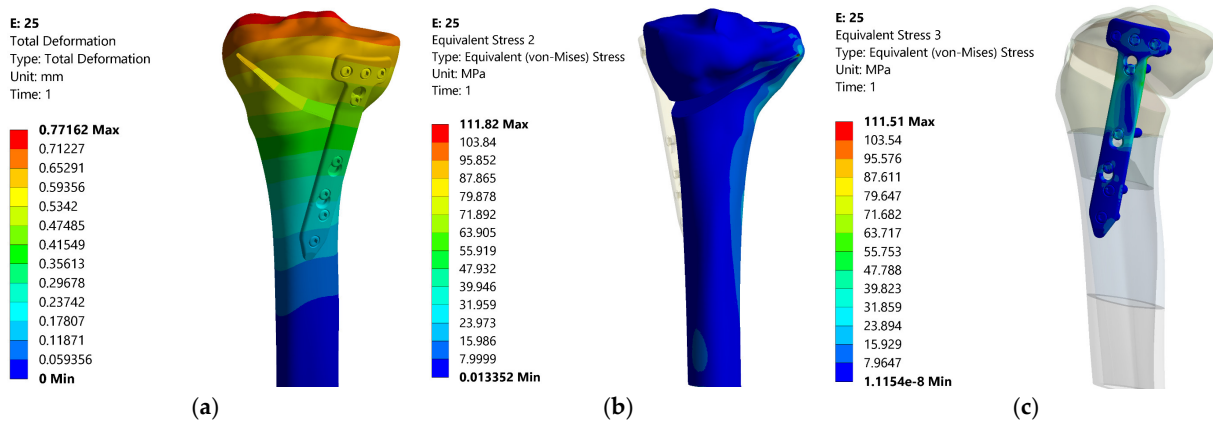 E: 25
Total Deformation
Type: Total Deformation
Unit: mm
Time: 1
0.77162 Max
0.71227
0.65291
0.59356
0.5342
0.47485
0.41549
0.35613
0.29678
0.23742
0.17807
0.11871
0.059356
0 Min
(a)
E: 25
Equivalent Stress 2
Type: Equivalent (von-Mises) Stress
Unit: MPa
Time: 1
111.82 Max
103.84
95.852
87.865
79.878
71.892
63.905
55.919
47.932
39.946
31.959
23.973
15.986
7.9999
0.013352 Min
(b)
E: 25
Equivalent Stress 3
Type: Equivalent (von-Mises) Stress
Unit: MPa
Time: 1
111.51 Max
103.54
95.576
87.611
79.647
71.682
63.717
55.753
47.788
39.823
31.859
23.894
15.929
7.9647
1.1154e-8 Min
(c)